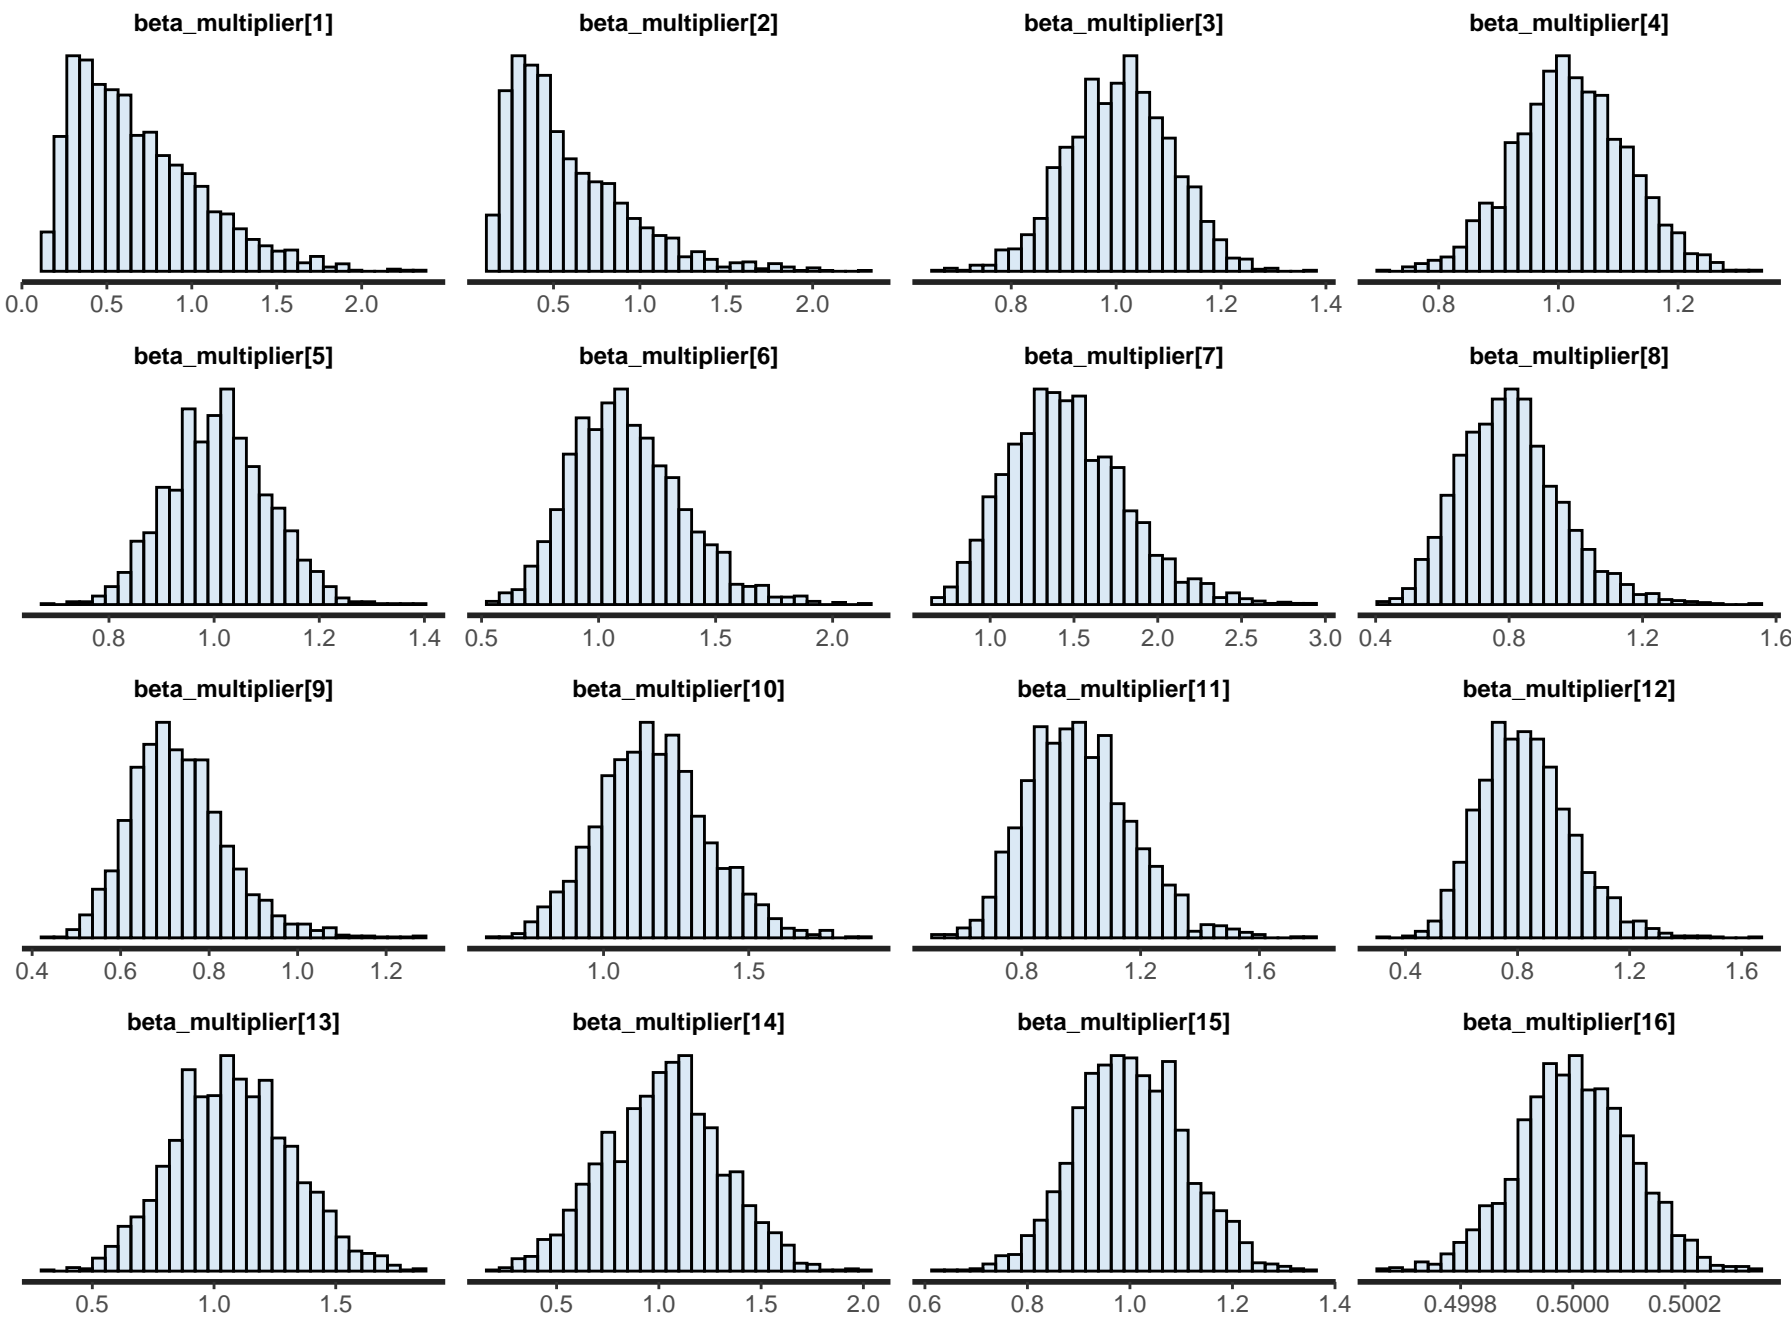 beta_multiplier[1] beta_multiplier[2] beta_multiplier[3] beta_multiplier[4]
0.0 0.5 1.0 1.5 2.0 0.5 1.0 1.5 2.0 0.8 1.0 1.2 1.4 0.8 1.0 1.2
beta_multiplier[5] beta_multiplier[6] beta_multiplier[7] beta_multiplier[8]
0.8 1.0 1.2 1.4 0.5 1.0 1.5 2.0 1.0 1.5 2.0 2.5 3.0 0.4 0.8 1.2 1.6
beta_multiplier[9] beta_multiplier[10] beta_multiplier[11] beta_multiplier[12]
0.4 0.6 0.8 1.0 1.2 1.0 1.5 0.8 1.2 1.6 0.4 0.8 1.2 1.6
beta_multiplier[13] beta_multiplier[14] beta_multiplier[15] beta_multiplier[16]
0.5 1.0 1.5 0.5 1.0 1.5 2.0 0.6 0.8 1.0 1.2 1.4 0.4998 0.5000 0.5002